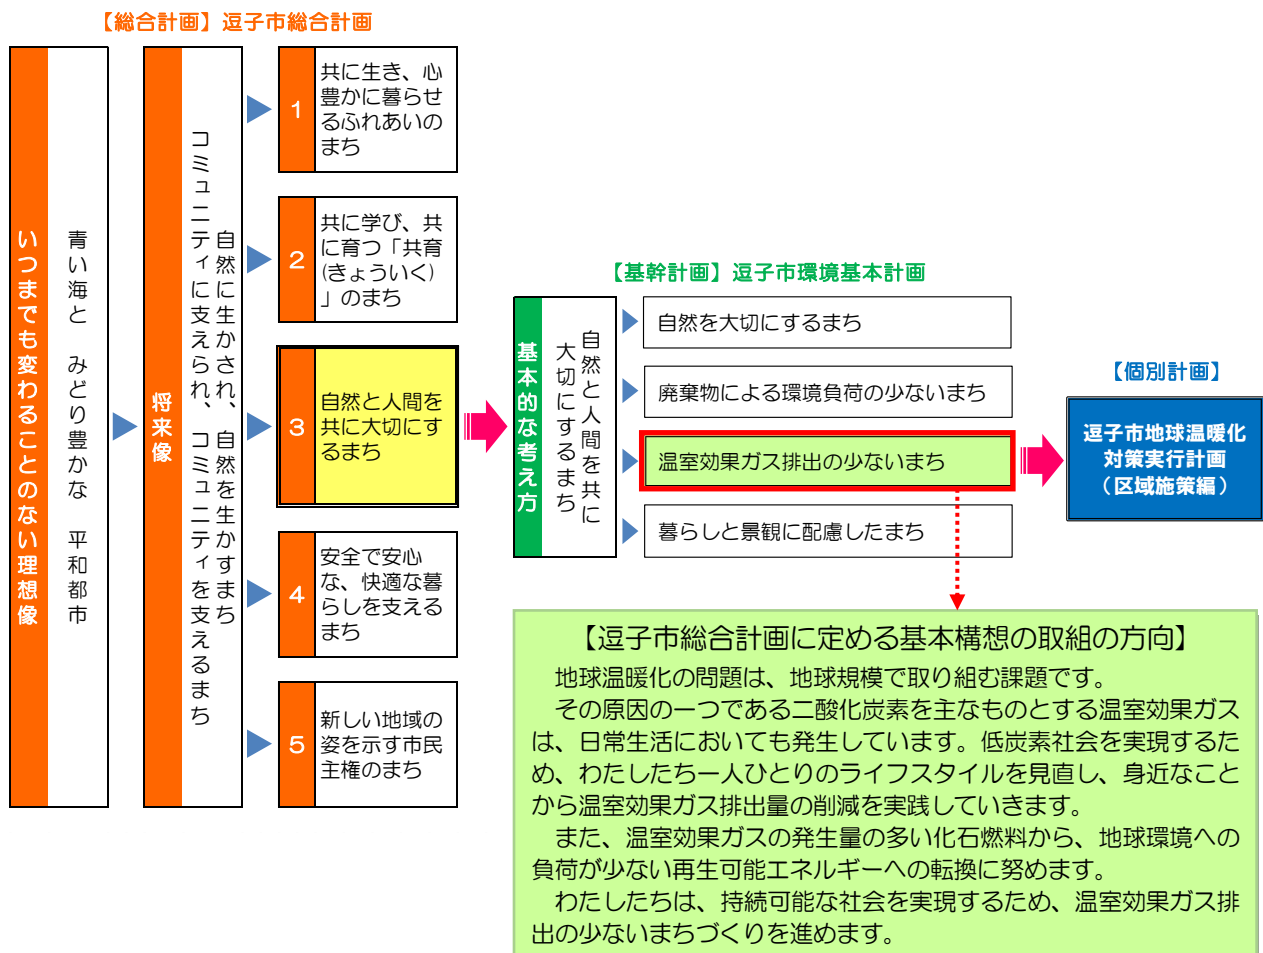 【総合計画】逗子市総合計画
いつまでも変わることのない理想像
青い海と　みどり豊かな　平和都市
将来像
自然に生かされ、自然を生かすまち
コミュニティに支えられ、コミュニティを支えるまち
1
共に生き、心
豊かに暮らせ
るふれあいの
まち
2
共に学び、共
に育つ「共育
(きょういく)
」のまち
3
自然と人間を
共に大切にす
るまち
4
安全で安心
な、快適な暮
らしを支える
まち
5
新しい地域の
姿を示す市民
主権のまち
【基幹計画】逗子市環境基本計画
基本的な考え方
自然と人間を共に
大切にするまち
自然を大切にするまち
廃棄物による環境負荷の少ないまち
温室効果ガス排出の少ないまち
暮らしと景観に配慮したまち
【個別計画】
逗子市地球温暖化
対策実行計画
（区域施策編）
【逗子市総合計画に定める基本構想の取組の方向】
地球温暖化の問題は、地球規模で取り組む課題です。
その原因の一つである二酸化炭素を主なものとする温室効果ガス
は、日常生活においても発生しています。低炭素社会を実現するた
め、わたしたち一人ひとりのライフスタイルを見直し、身近なこと
から温室効果ガス排出量の削減を実践していきます。
また、温室効果ガスの発生量の多い化石燃料から、地球環境への
負荷が少ない再生可能エネルギーへの転換に努めます。
わたしたちは、持続可能な社会を実現するため、温室効果ガス排
出の少ないまちづくりを進めます。